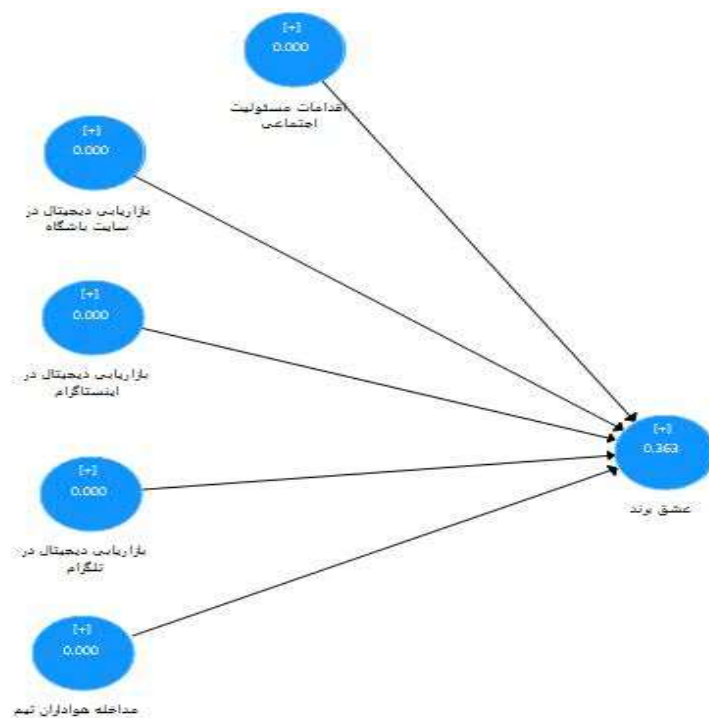 [+]
0.000
اقدامات مسئولیت
اجتماعی
[+]
0.000
بازاریابی دیجیتال در
سایت باشگاه
[+]
0.000
بازاریابی دیجیتال در
اینستاگرام
[+]
0.363
عشق برند
[+]
0.000
بازاریابی دیجیتال در
تلگرام
[+]
0.000
مداخله هواداران تیم